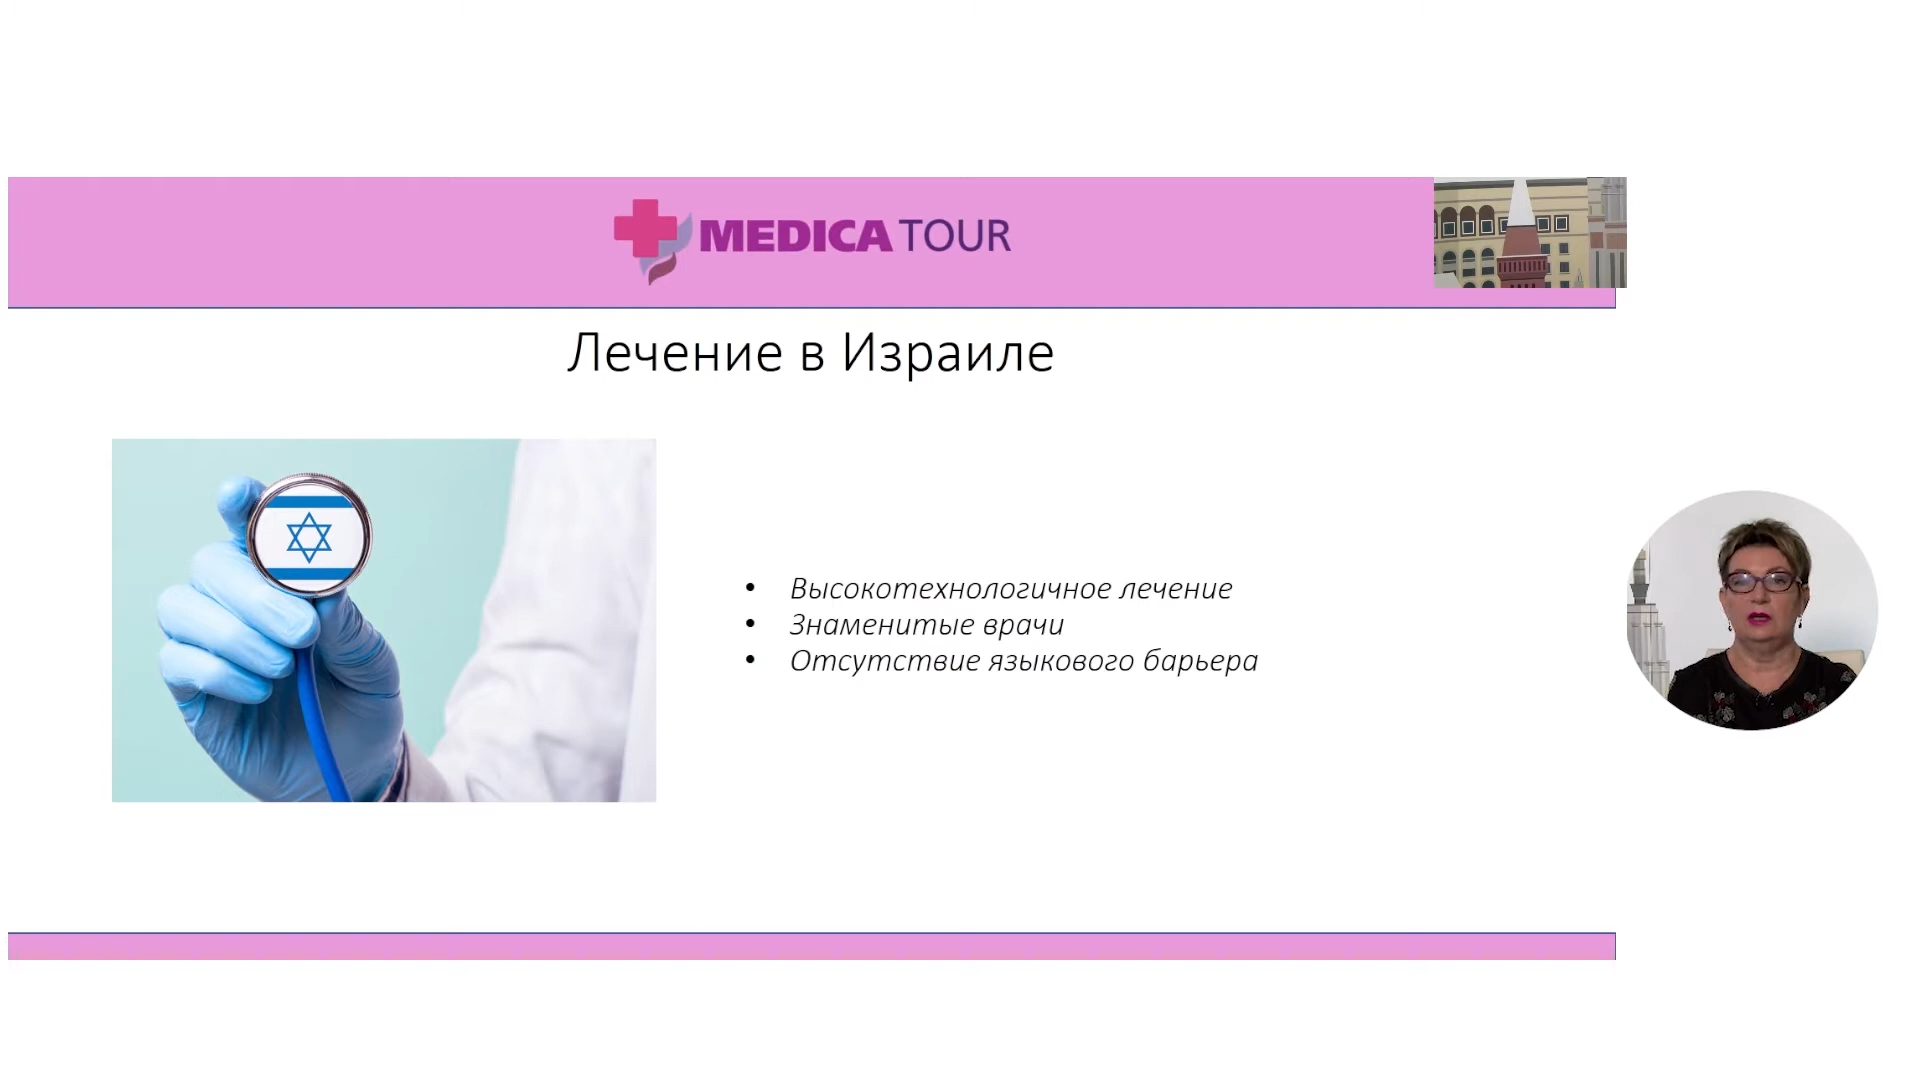 MEDICA TOUR
Лечение в Израиле
• Высокотехнологичное лечение
• Знаменитые врачи
• Отсутствие языкового барьера